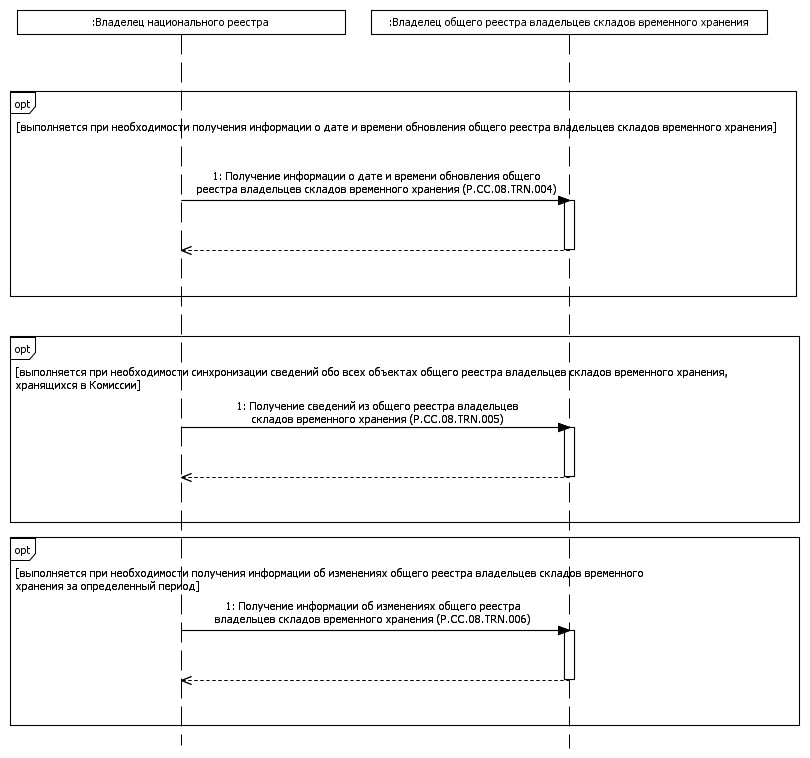 :Владелец национального реестра
:Владелец общего реестра владельцев складов временного хранения
opt
[выполняется при необходимости получения информации о дате и времени обновления общего реестра владельцев складов временного хранения]
1: Получение информации о дате и времени обновления общего
реестра владельцев складов временного хранения (P.CC.08.TRN.004)
opt
[выполняется при необходимости синхронизации сведений обо всех объектах общего реестра владельцев складов временного хранения,
хранящихся в Комиссии]
1: Получение сведений из общего реестра владельцев
складов временного хранения (P.CC.08.TRN.005)
opt
[выполняется при необходимости получения информации об изменениях общего реестра владельцев складов временного
хранения за определенный период]
1: Получение информации об изменениях общего реестра
владельцев складов временного хранения (P.CC.08.TRN.006)